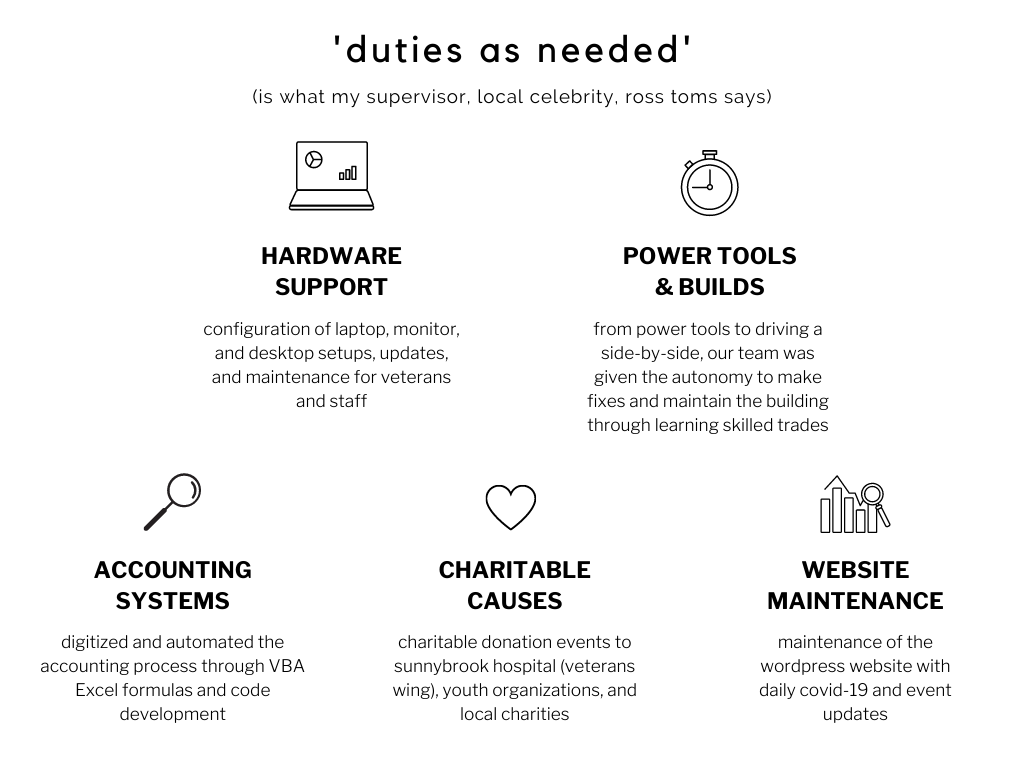 'duties as needed'
(is what my supervisor, local celebrity, ross toms says)
HARDWARE
SUPPORT
configuration of laptop, monitor,
and desktop setups, updates,
and maintenance for veterans
and staff
POWER TOOLS
& BUILDS
from power tools to driving a
side-by-side, our team was
given the autonomy to make
fixes and maintain the building
through learning skilled trades
ACCOUNTING
SYSTEMS
digitized and automated the
accounting process through VBA
Excel formulas and code
development
CHARITABLE
CAUSES
charitable donation events to
sunnybrook hospital (veterans
wing), youth organizations, and
local charities
WEBSITE
MAINTENANCE
maintenance of the
wordpress website with
daily covid-19 and event
updates